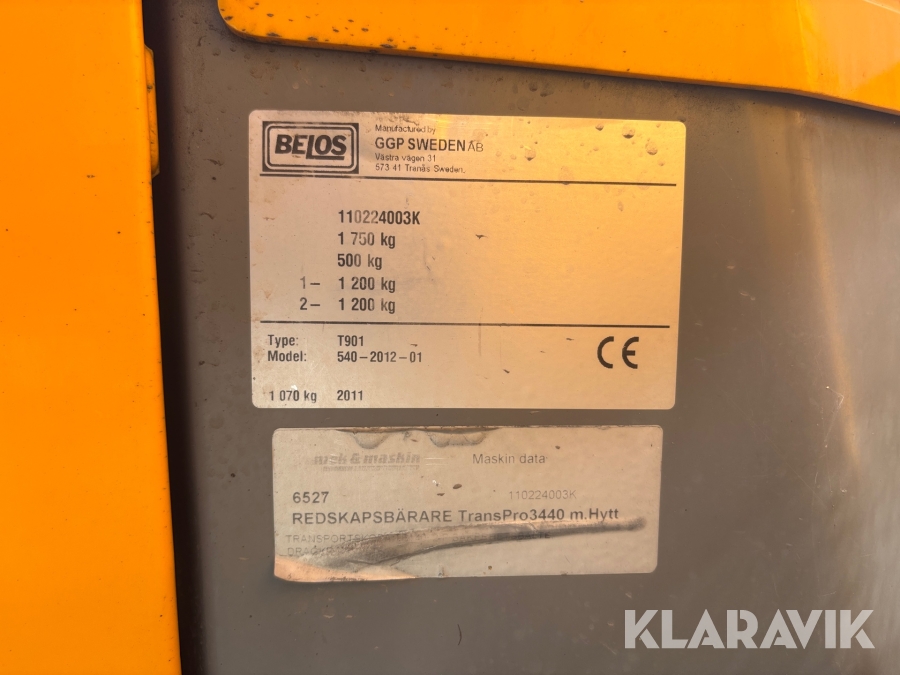 BELOS
Manufactured by
GGP SWEDEN AB
Västra vägen 31
573 41 Tranås Sweden.
110224003K
1 750 kg
500 kg
1- 1 200 kg
2- 1 200 kg
Type: T901
Model: 540-2012-01
CE
1 070 kg 2011
mek & maskin
Maskin data
6527 110224003K
REDSKAPSBÄRARE TransPro3440 m.Hytt
KLARAVIK